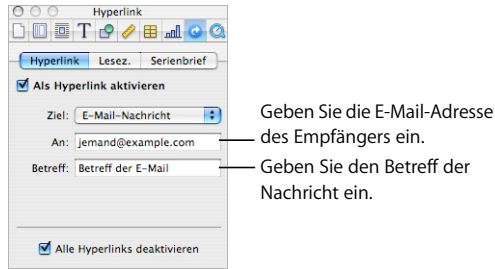 Hyperlink
T
Hyperlink Lesez. Serienbrief
Als Hyperlink aktivieren
Ziel: E-Mail-Nachricht
An: jemand@example.com
Betreff: Betreff der E-Mail
Alle Hyperlinks deaktivieren
Geben Sie die E-Mail-Adresse
des Empfängers ein.
Geben Sie den Betreff der
Nachricht ein.